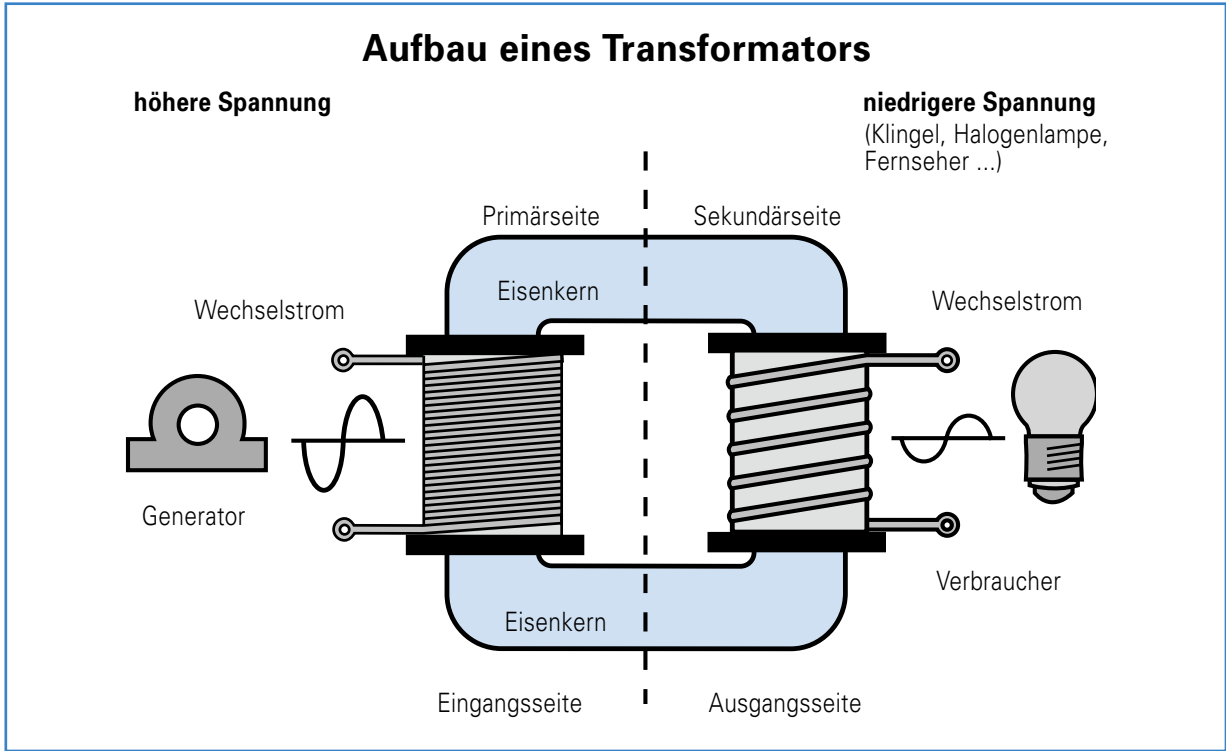 Aufbau eines Transformators
höhere Spannung
niedrigere Spannung
(Klingel, Halogenlampe,
Fernseher ...)
Primärseite
Sekundärseite
Eisenkern
Wechselstrom
Wechselstrom
Generator
Verbraucher
Eisenkern
Eingangsseite
Ausgangsseite